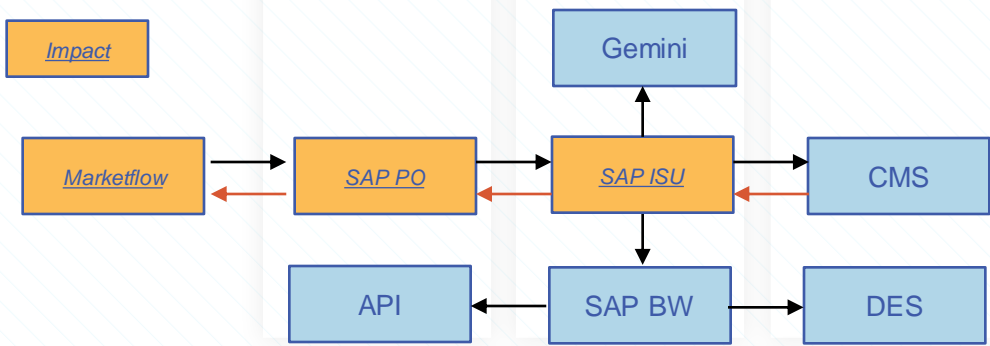 Gemini
Impact
Marketflow
SAP PO
SAP ISU
CMS
API
SAP BW
DES